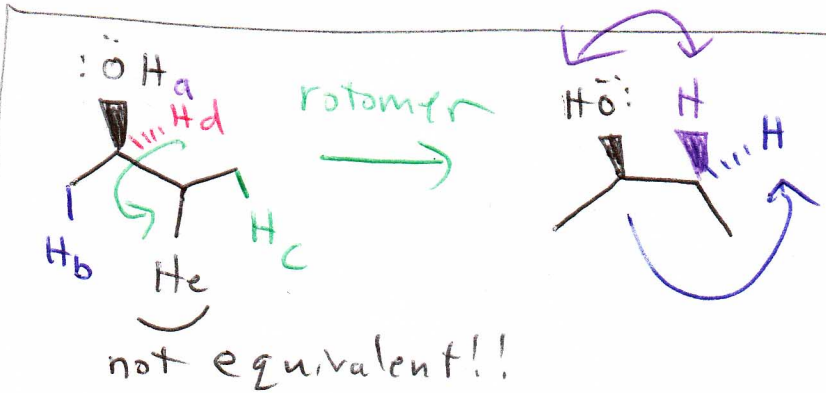 :ÖHa
Hd
rotomer
HÖ:
H
H
Hb
He
Hc
not equivalent!!